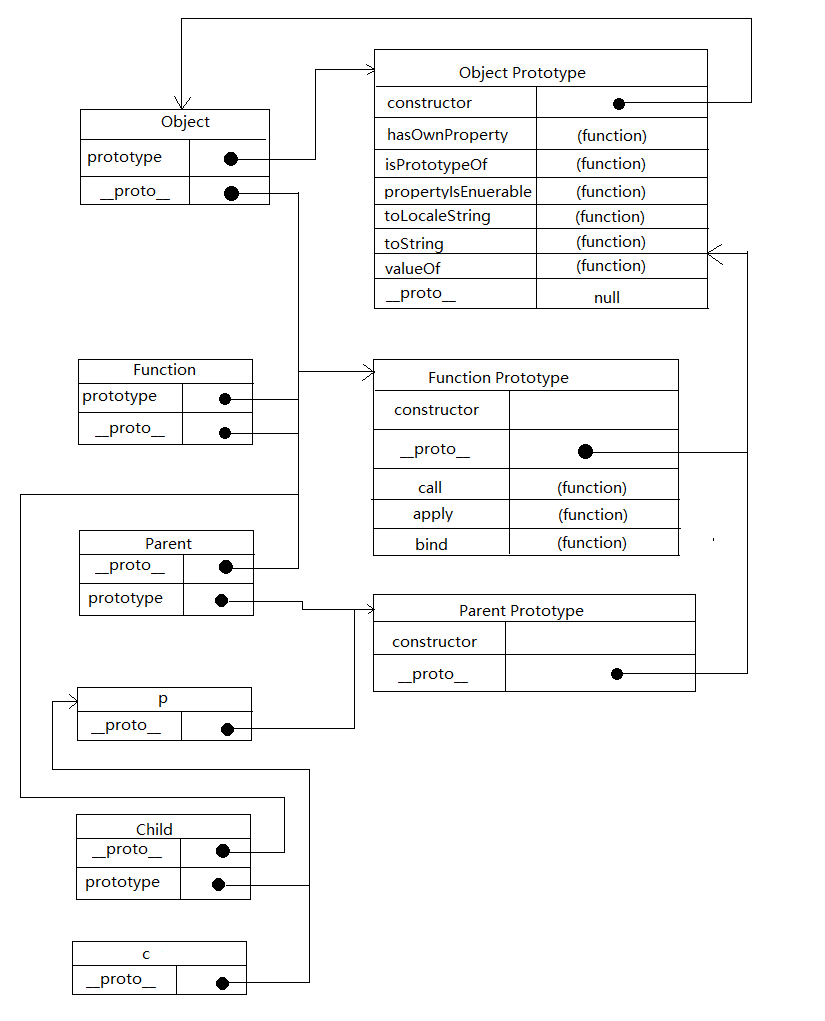 Object
prototype
__proto__
Object Prototype
constructor
hasOwnProperty (function)
isPrototypeOf (function)
propertyIsEnuerable (function)
toLocaleString (function)
toString (function)
valueOf (function)
__proto__ null
Function
prototype
__proto__
Function Prototype
constructor
__proto__
call (function)
apply (function)
bind (function)
Parent
__proto__
prototype
Parent Prototype
constructor
__proto__
p
__proto__
Child
__proto__
prototype
c
__proto__